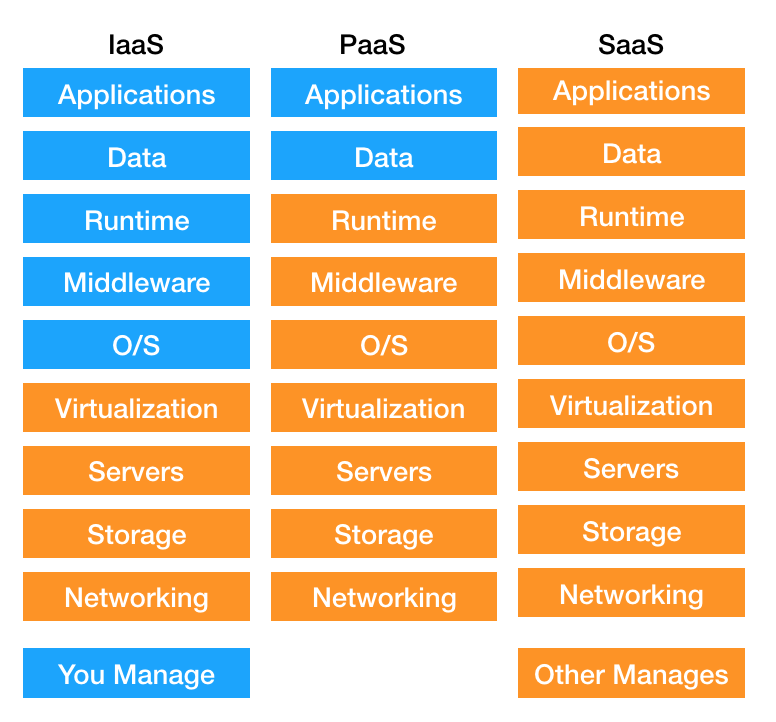 IaaS
PaaS
SaaS
Applications
Applications
Applications
Data
Data
Data
Runtime
Runtime
Runtime
Middleware
Middleware
Middleware
O/S
O/S
O/S
Virtualization
Virtualization
Virtualization
Servers
Servers
Servers
Storage
Storage
Storage
Networking
Networking
Networking
You Manage
Other Manages